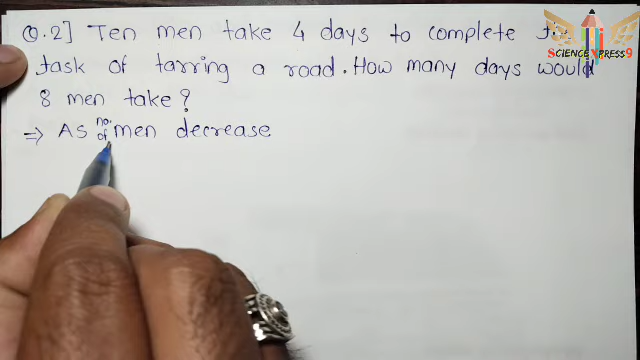 Q.2] Ten men take 4 days to complete the
task of tarring a road. How many days would
8 men take?
⇒ As no. of men decrease
SCIENCE XPRESS9